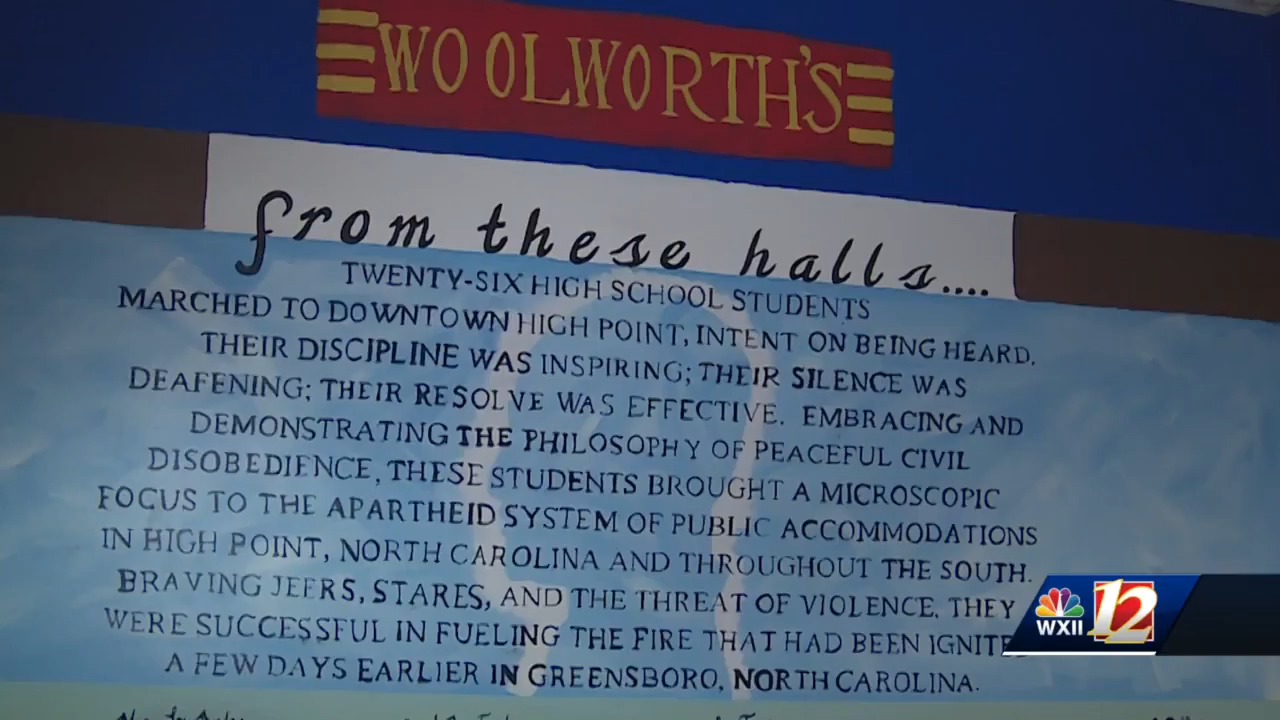 WOOLWORTH'S
from these halls....
TWENTY-SIX HIGH SCHOOL STUDENTS
MARCHED TO DOWNTOWN HIGH POINT, INTENT ON BEING HEARD.
THEIR DISCIPLINE WAS INSPIRING; THEIR SILENCE WAS
DEAFENING; THEIR RESOLVE WAS EFFECTIVE. EMBRACING AND
DEMONSTRATING THE PHILOSOPHY OF PEACEFUL CIVIL
DISOBEDIENCE, THESE STUDENTS BROUGHT A MICROSCOPIC
FOCUS TO THE APARTHEID SYSTEM OF PUBLIC ACCOMMODATIONS
IN HIGH POINT, NORTH CAROLINA AND THROUGHOUT THE SOUTH.
BRAVING JEERS, STARES, AND THE THREAT OF VIOLENCE, THEY
WERE SUCCESSFUL IN FUELING THE FIRE THAT HAD BEEN
A FEW DAYS EARLIER IN GREENSBORO, NORTH CAROLINA.
WXII 12